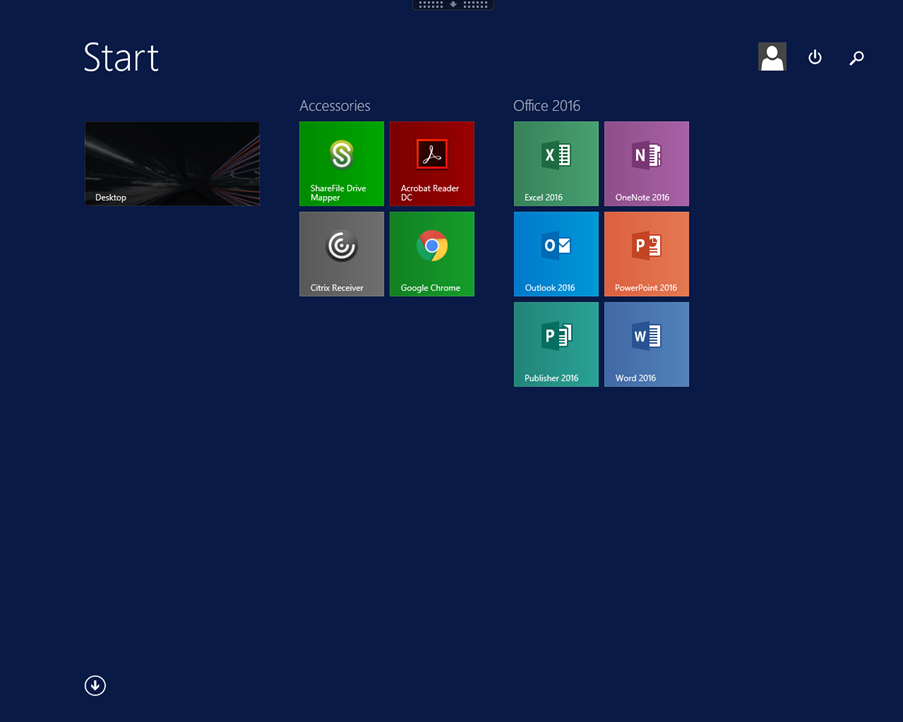 Start
Accessories
Office 2016
Desktop
ShareFile Drive
Mapper
Acrobat Reader
DC
Excel 2016
OneNote 2016
Citrix Receiver
Google Chrome
Outlook 2016
PowerPoint 2016
Publisher 2016
Word 2016